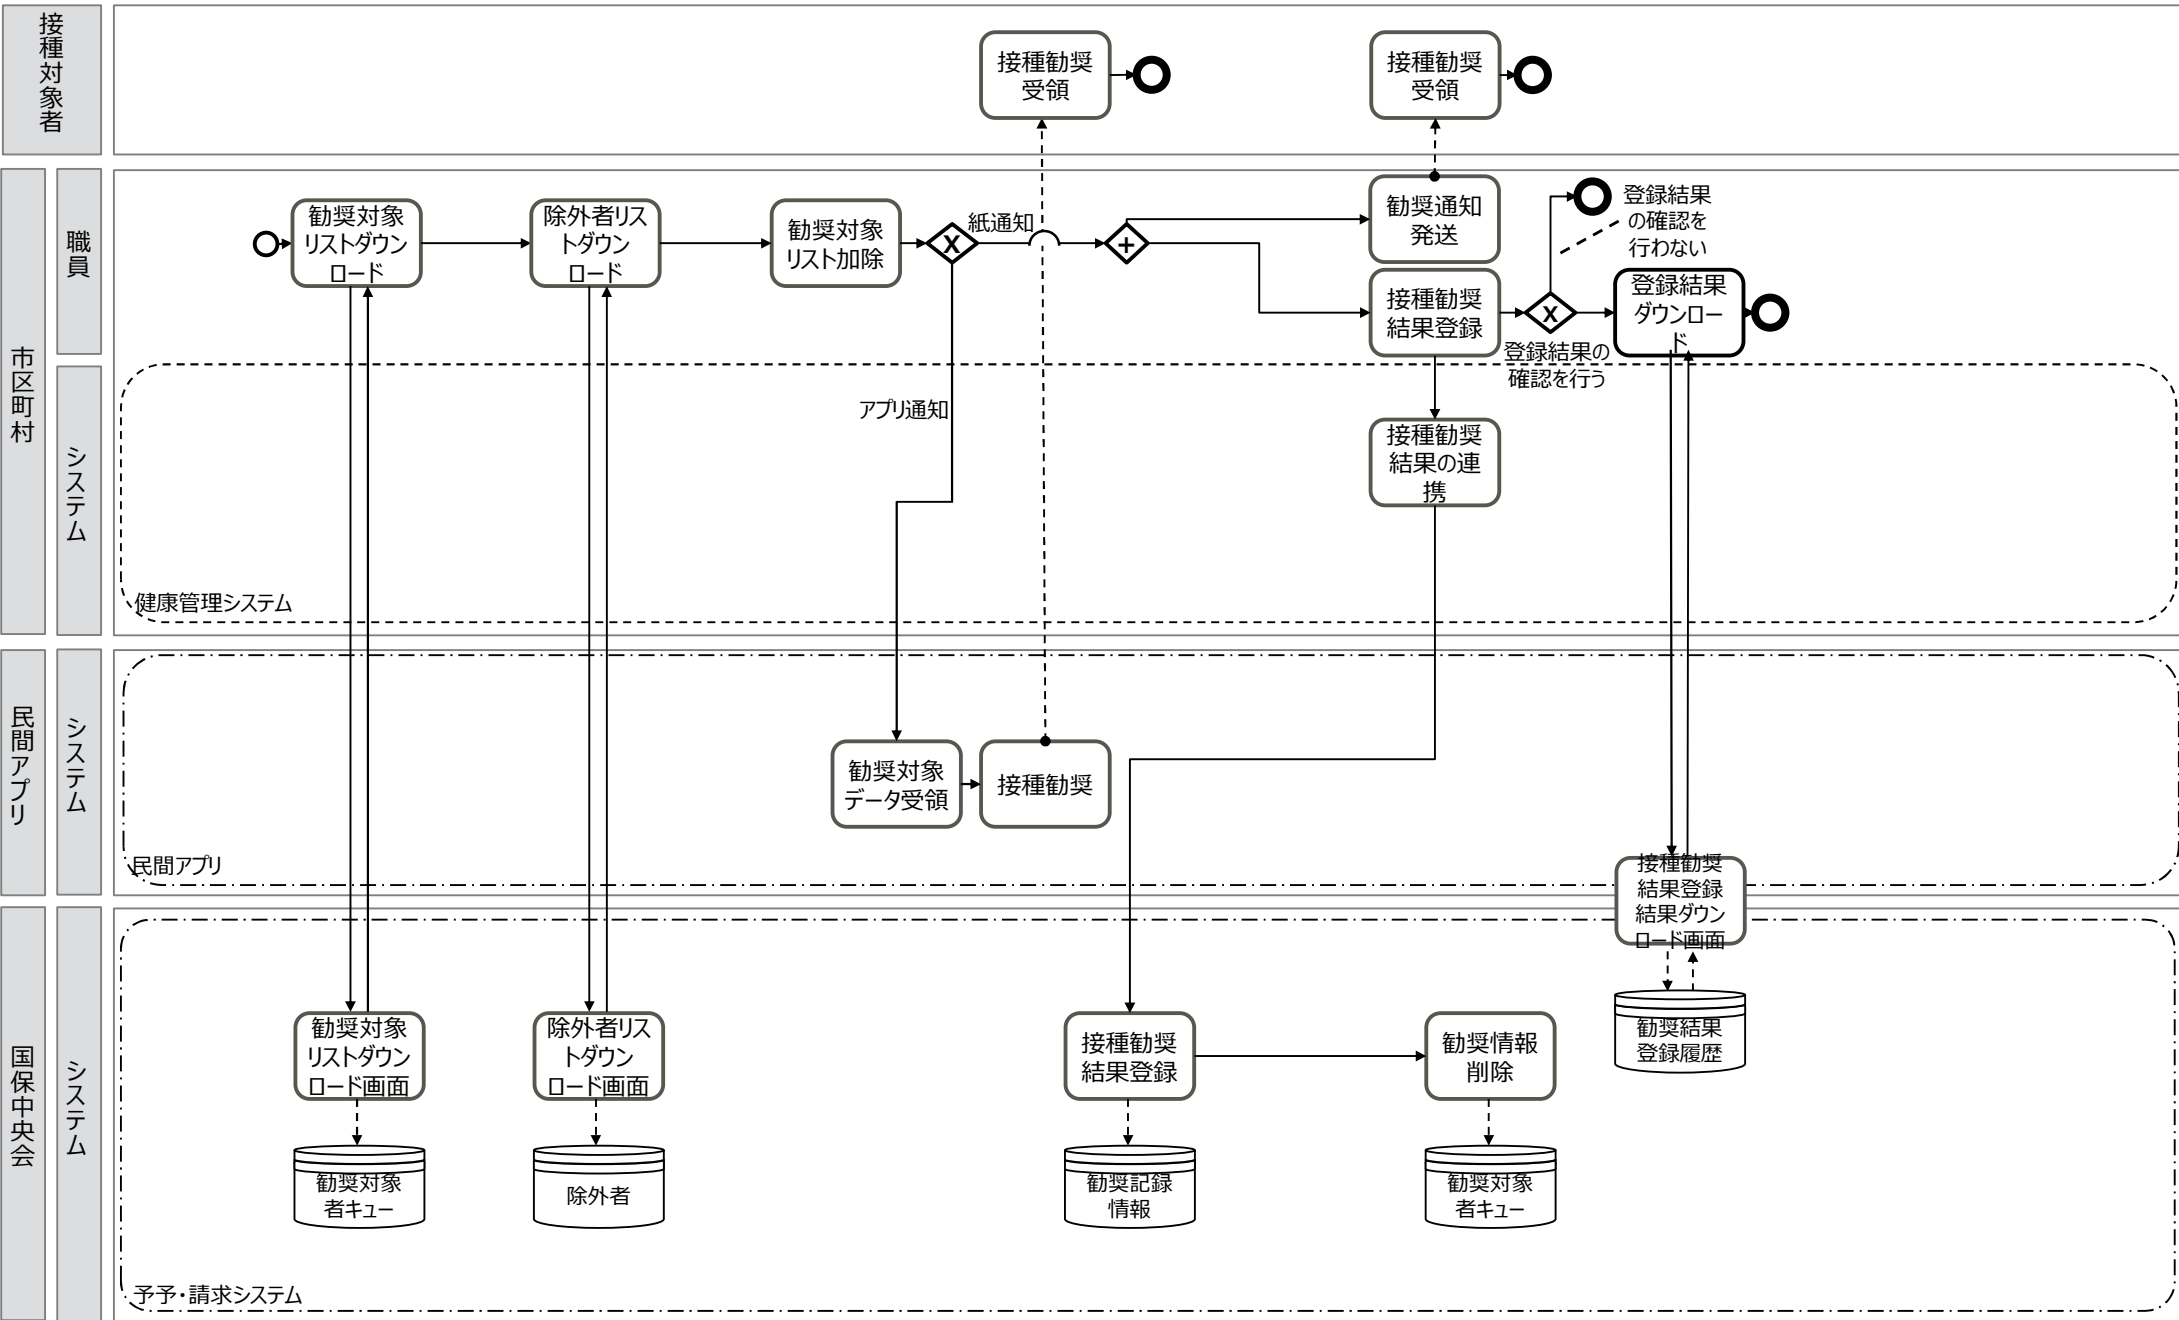 接種対象者
接種勧奨
受領
接種勧奨
受領
市区町村
職員
勧奨対象
リストダウン
ロード
除外者リス
トダウン
ロード
勧奨対象
リスト加除
X
紙通知
+
勧奨通知
発送
登録結果
の確認を
行わない
接種勧奨
結果登録
X
登録結果
ダウンロー
ド
登録結果の
確認を行う
システム
アプリ通知
接種勧奨
結果の連
携
健康管理システム
民間アプリ
システム
勧奨対象
データ受領
接種勧奨
民間アプリ
国保中央会
システム
接種勧奨
結果登録
結果ダウン
ロード画面
勧奨結果
登録履歴
勧奨対象
リストダウン
ロード画面
除外者リス
トダウン
ロード画面
接種勧奨
結果登録
勧奨情報
削除
勧奨対象
者キュー
除外者
勧奨記録
情報
勧奨対象
者キュー
予予・請求システム